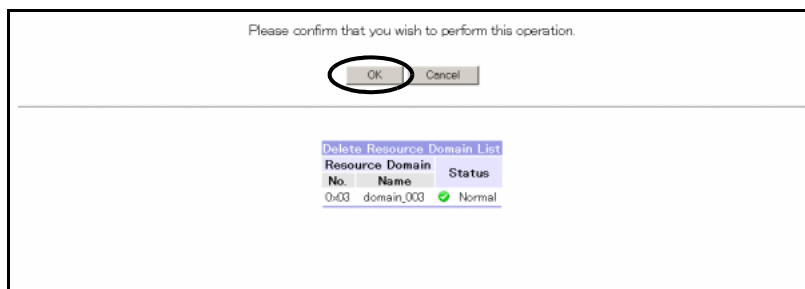 Please confirm that you wish to perform this operation.
OK Cancel
Delete Resource Domain List
Resource Domain Status
No. Name
0x03 domain_003 Normal